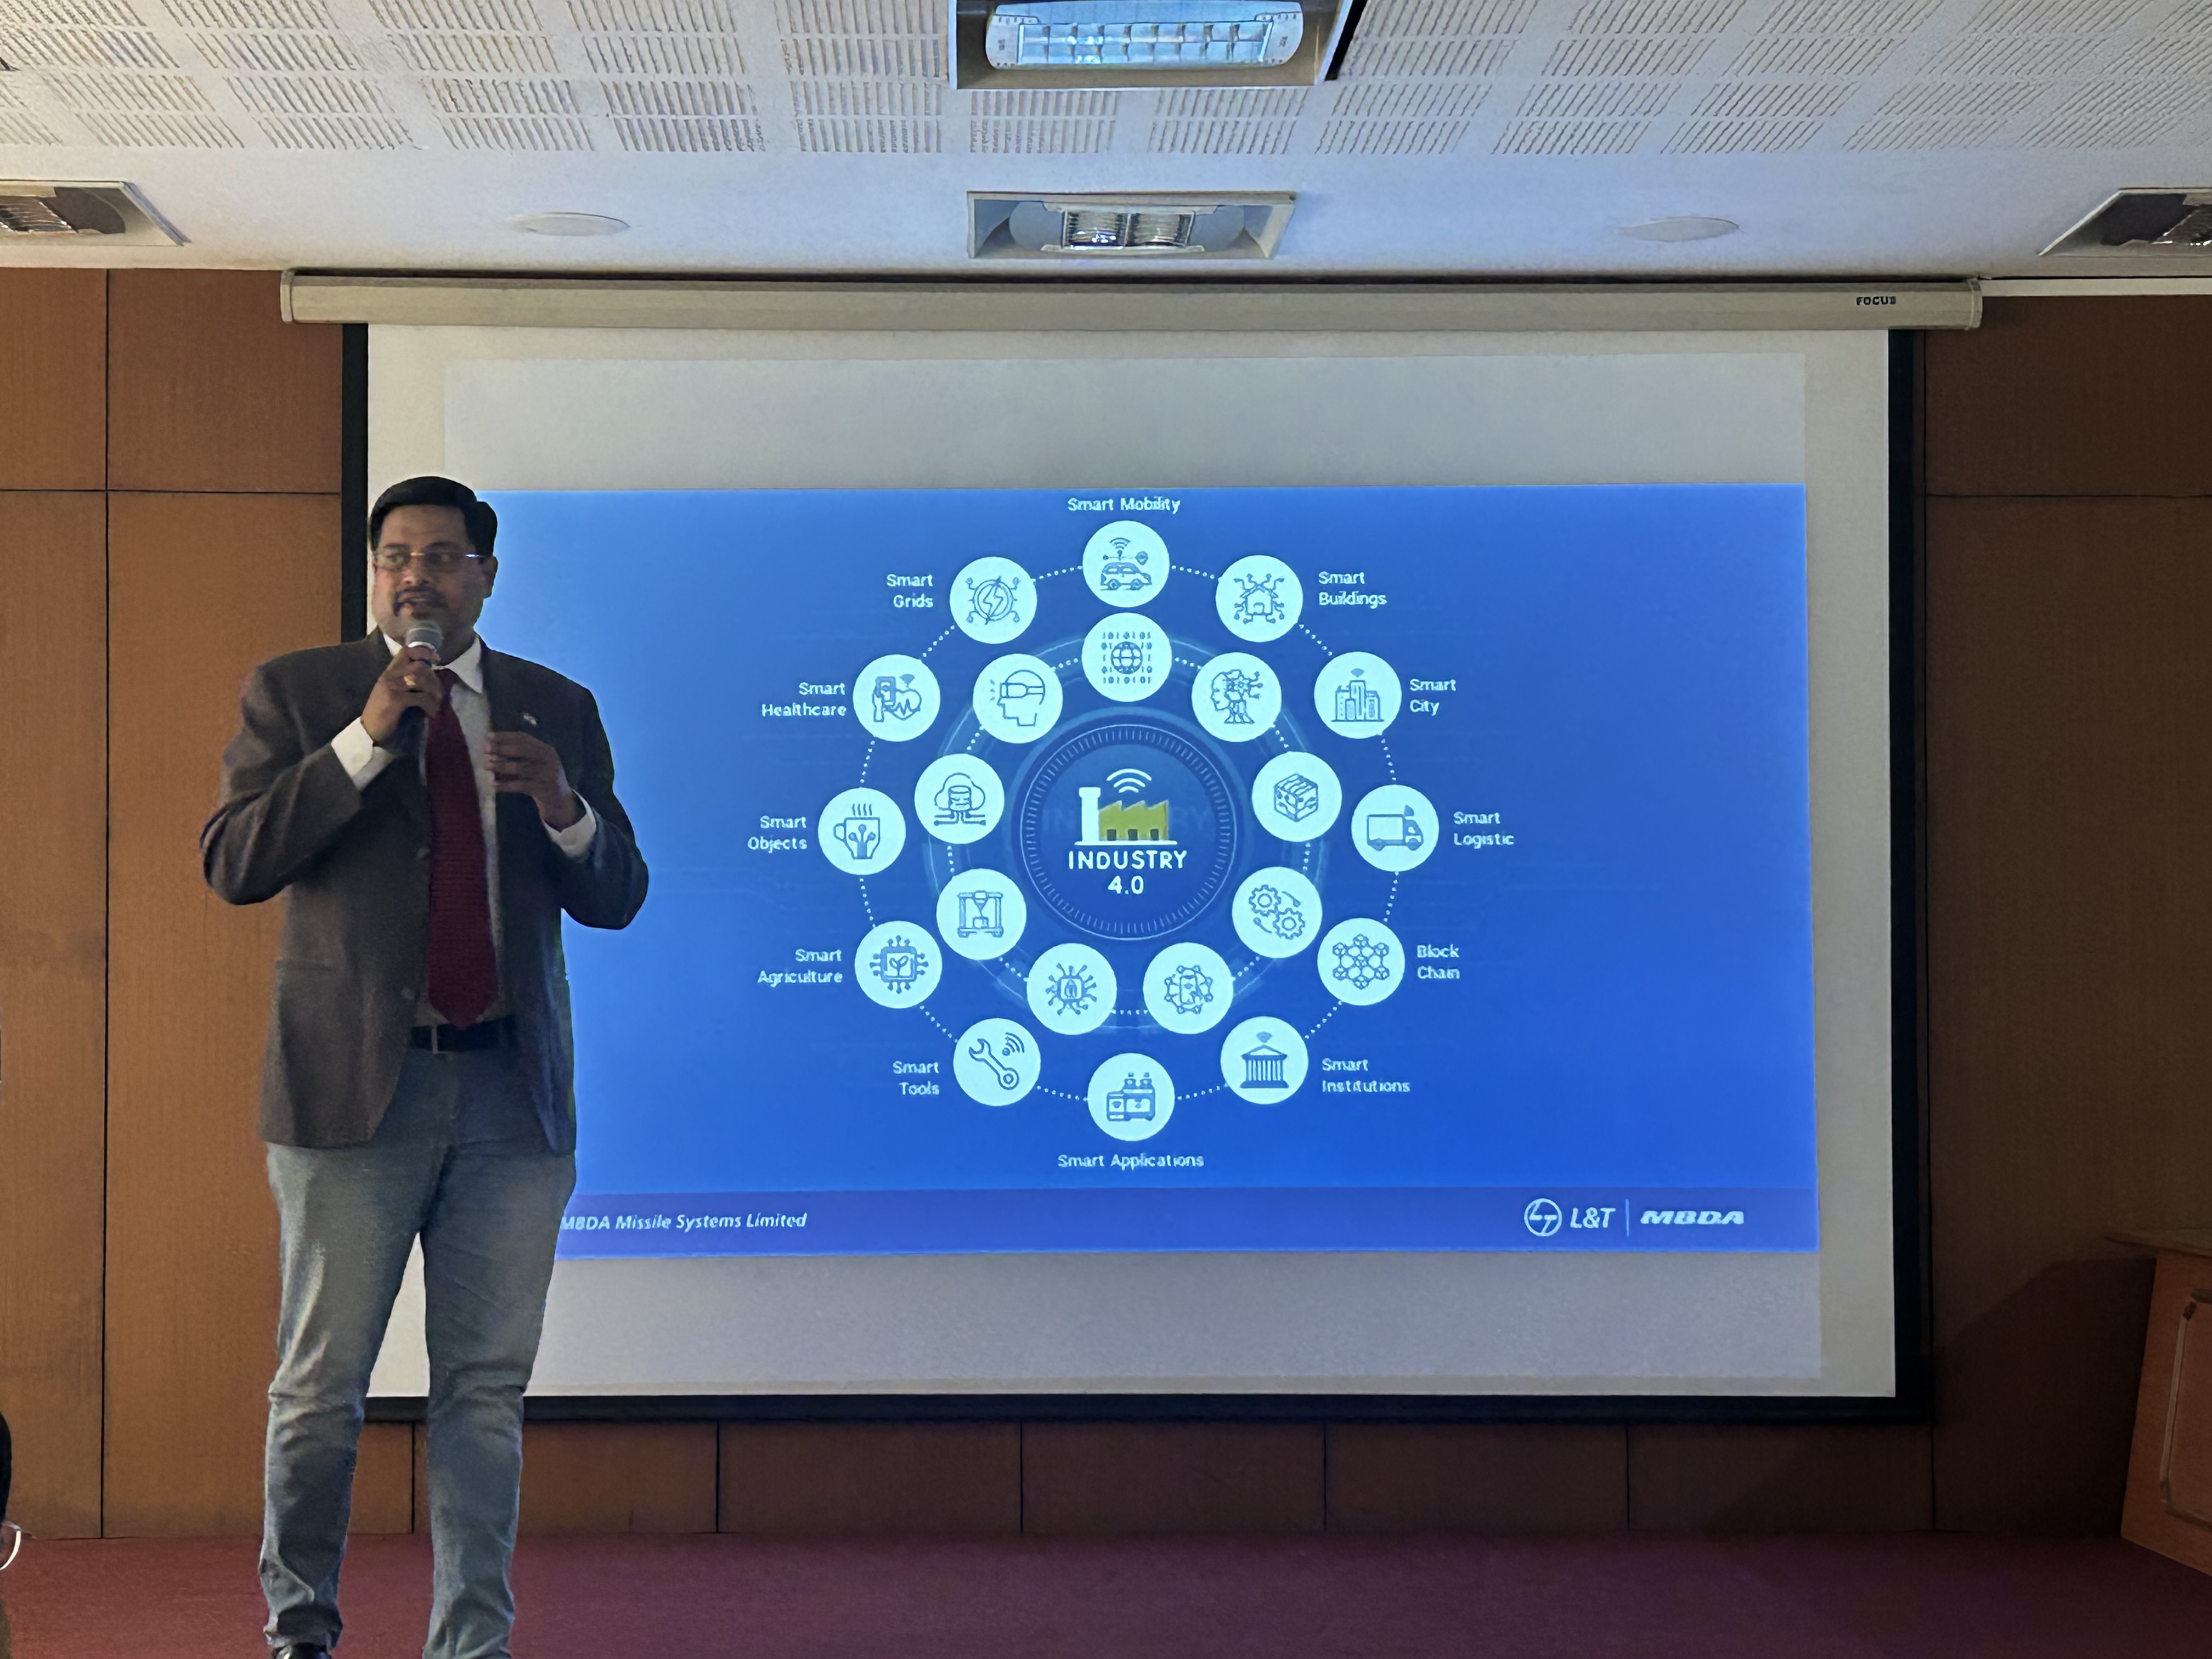 FOCUS
Smart Mobility
Smart
Grids
Smart
Buildings
Smart
Healthcare
Smart
City
Smart
Objects
INDUSTRY
4.0
Smart
Logistic
Smart
Agriculture
Block
Chain
Smart
Tools
Smart
Institutions
Smart Applications
MBDA Missile Systems Limited
L&T
MBDA